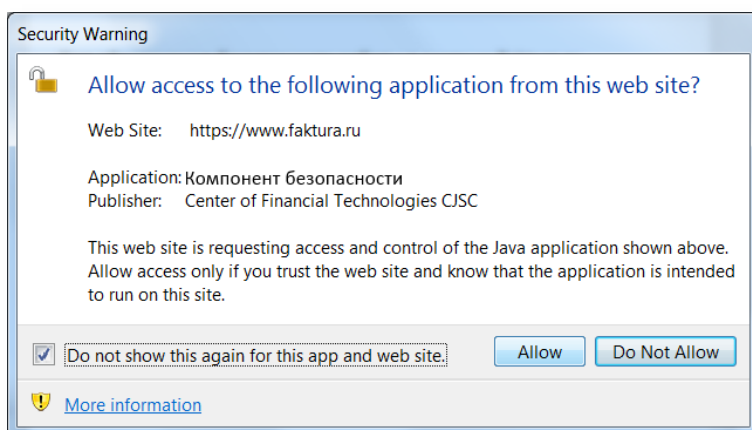 Security Warning
Allow access to the following application from this web site?
Web Site: https://www.faktura.ru
Application: Компонент безопасности
Publisher: Center of Financial Technologies CJSC
This web site is requesting access and control of the Java application shown above.
Allow access only if you trust the web site and know that the application is intended
to run on this site.
Do not show this again for this app and web site. Allow Do Not Allow
More information